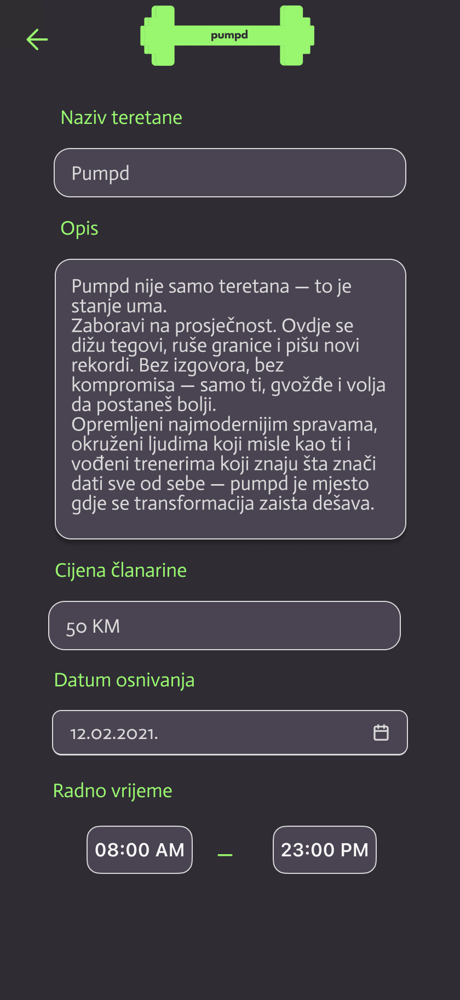 pumpd
Naziv teretane
Pumpd
Opis
Pumpd nije samo teretana — to je
stanje uma.
Zaboravi na prosječnost. Ovdje se
dižu tegovi, ruše granice i pišu novi
rekordi. Bez izgovora, bez
kompromisa — samo ti, gvožđe i volja
da postaneš bolji.
Opremljeni najmodernijim spravama,
okruženi ljudima koji misle kao ti i
vođeni trenerima koji znaju šta znači
dati sve od sebe — pumpd je mjesto
gdje se transformacija zaista dešava.
Cijena članarine
50 KM
Datum osnivanja
12.02.2021.
Radno vrijeme
08:00 AM — 23:00 PM